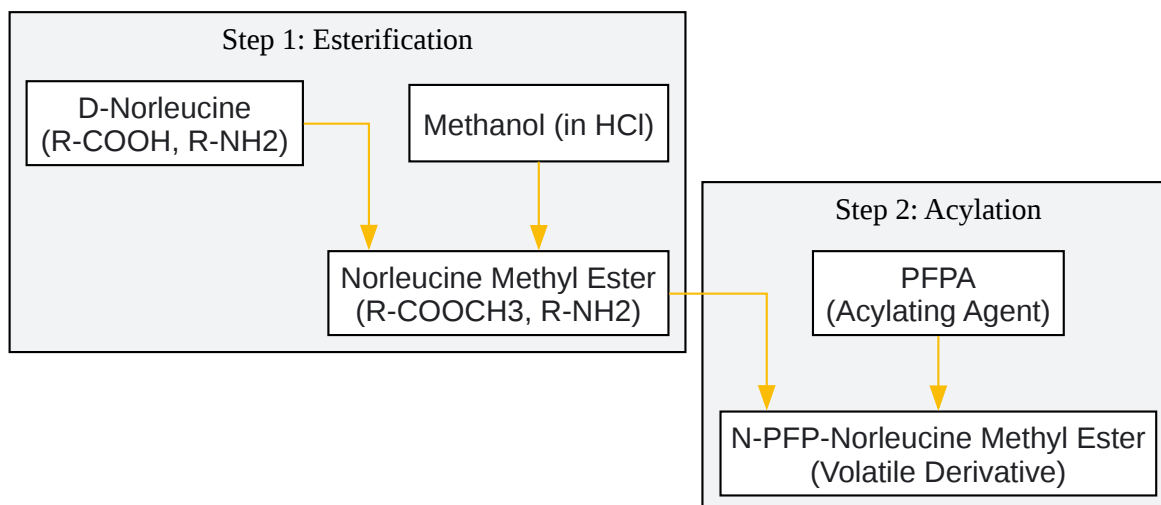 Step 1: Esterification
D-Norleucine
(R-COOH, R-NH2)
Methanol (in HCl)
Norleucine Methyl Ester
(R-COOCH3, R-NH2)
Step 2: Acylation
PFPA
(Acylating Agent)
N-PFP-Norleucine Methyl Ester
(Volatile Derivative)